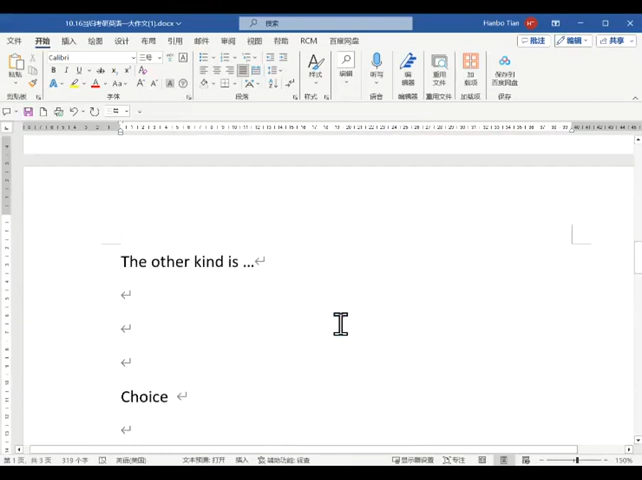 10.16 考研英语一大作文(1).docx
搜索
Hanbo Tian
文件 开始 插入 绘图 设计 布局 引用 邮件 审阅 视图 帮助 RCM 百度网盘 批注 编辑 共享
Calibri 三号
粘贴 样式 编辑 听写 编辑器 重用文件 加载项 保存到百度网盘
剪贴板 字体 段落 样式 语音 编辑器 重用文件 加载项 保存
The other kind is ...
Choice
第1页，共3页 319个字 英语(美国) 文本预测: 打开 插入 辅助功能: 调查 显示器设置 专注 150%